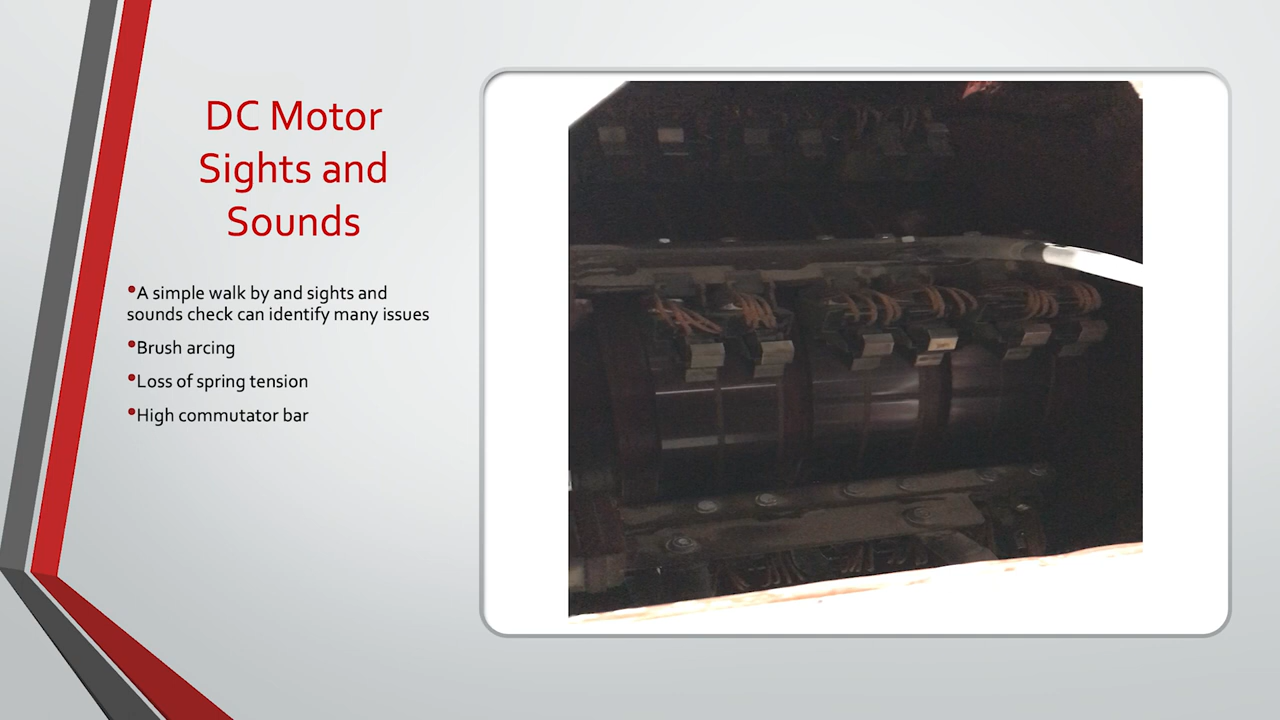 DC Motor
Sights and
Sounds
•A simple walk by and sights and
sounds check can identify many issues
•Brush arcing
•Loss of spring tension
•High commutator bar